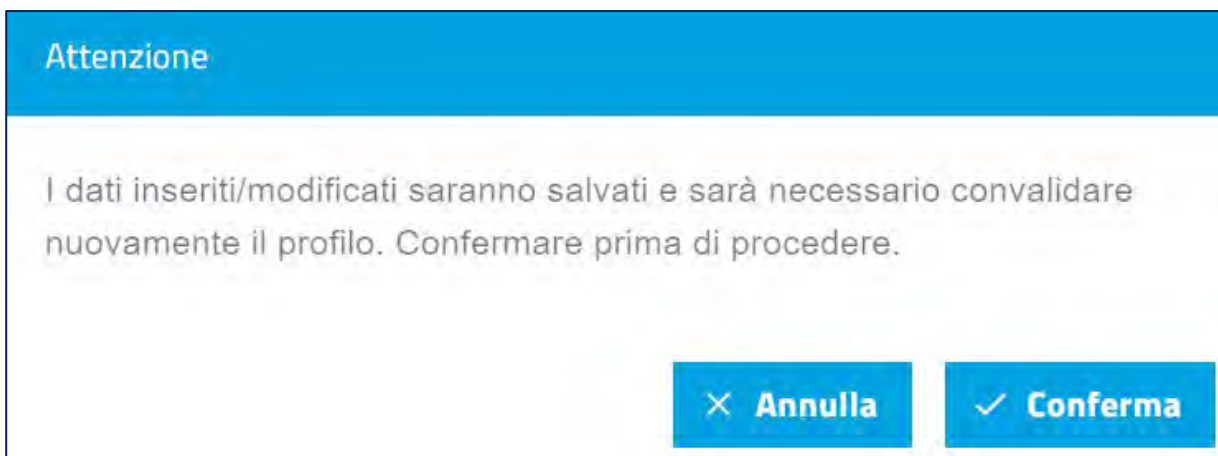 Attenzione
I dati inseriti/modificati saranno salvati e sarà necessario convalidare
nuovamente il profilo. Confermare prima di procedere.
Annulla
Conferma